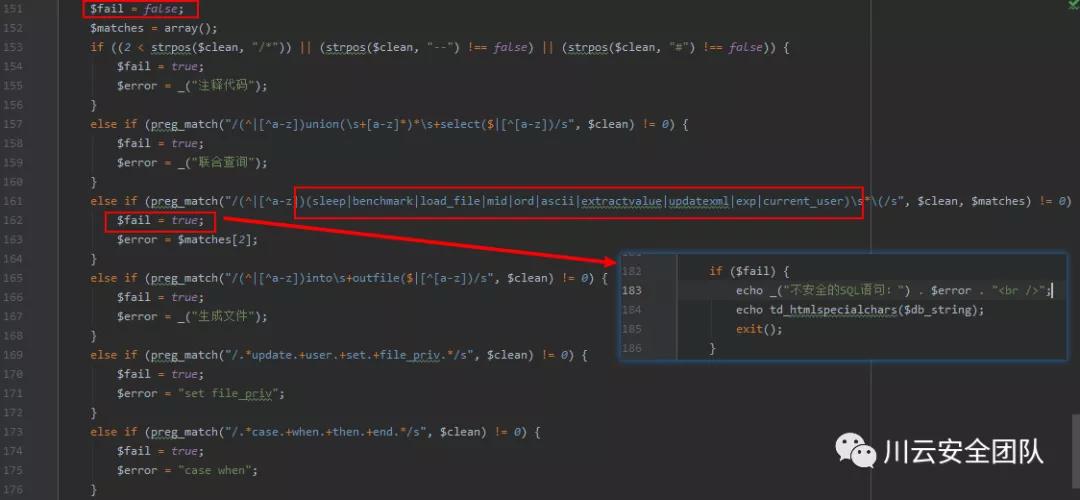 151 $fail = false;
152 $matches = array();
153 if ((2 < strpos($clean, "/*")) || (strpos($clean, "--") !== false) || (strpos($clean, "#") !== false)) {
154 $fail = true;
155 $error = _("注释代码");
156 }
157 else if (preg_match("/(^|[^a-z])union(\s+[a-z]*)*\s+select($|[^[a-z])/s", $clean) != 0) {
158 $fail = true;
159 $error = _("联合查询");
160 }
161 else if (preg_match("/(^|[^a-z])(sleep|benchmark|load_file|mid|ord|ascii|extractvalue|updatexml|exp|current_user)\s*\(/s", $clean, $matches) != 0)
162 $fail = true;
163 $error = $matches[2];
164 }
165 else if (preg_match("/(^|[^a-z])into\s+outfile($|[^[a-z])/s", $clean) != 0) {
166 $fail = true;
167 $error = _("生成文件");
168 }
169 else if (preg_match("/.*update.+user.+set.+file_priv.*/s", $clean) != 0) {
170 $fail = true;
171 $error = "set file_priv";
172 }
173 else if (preg_match("/.*case.+when.+then.+end.*/s", $clean) != 0) {
174 $fail = true;
175 $error = "case when";
176 }
182 if ($fail) {
183 echo _("不安全的SQL语句：") . $error . "<br />";
184 echo td_htmlspecialchars($db_string);
185 exit();
186 }
川云安全团队